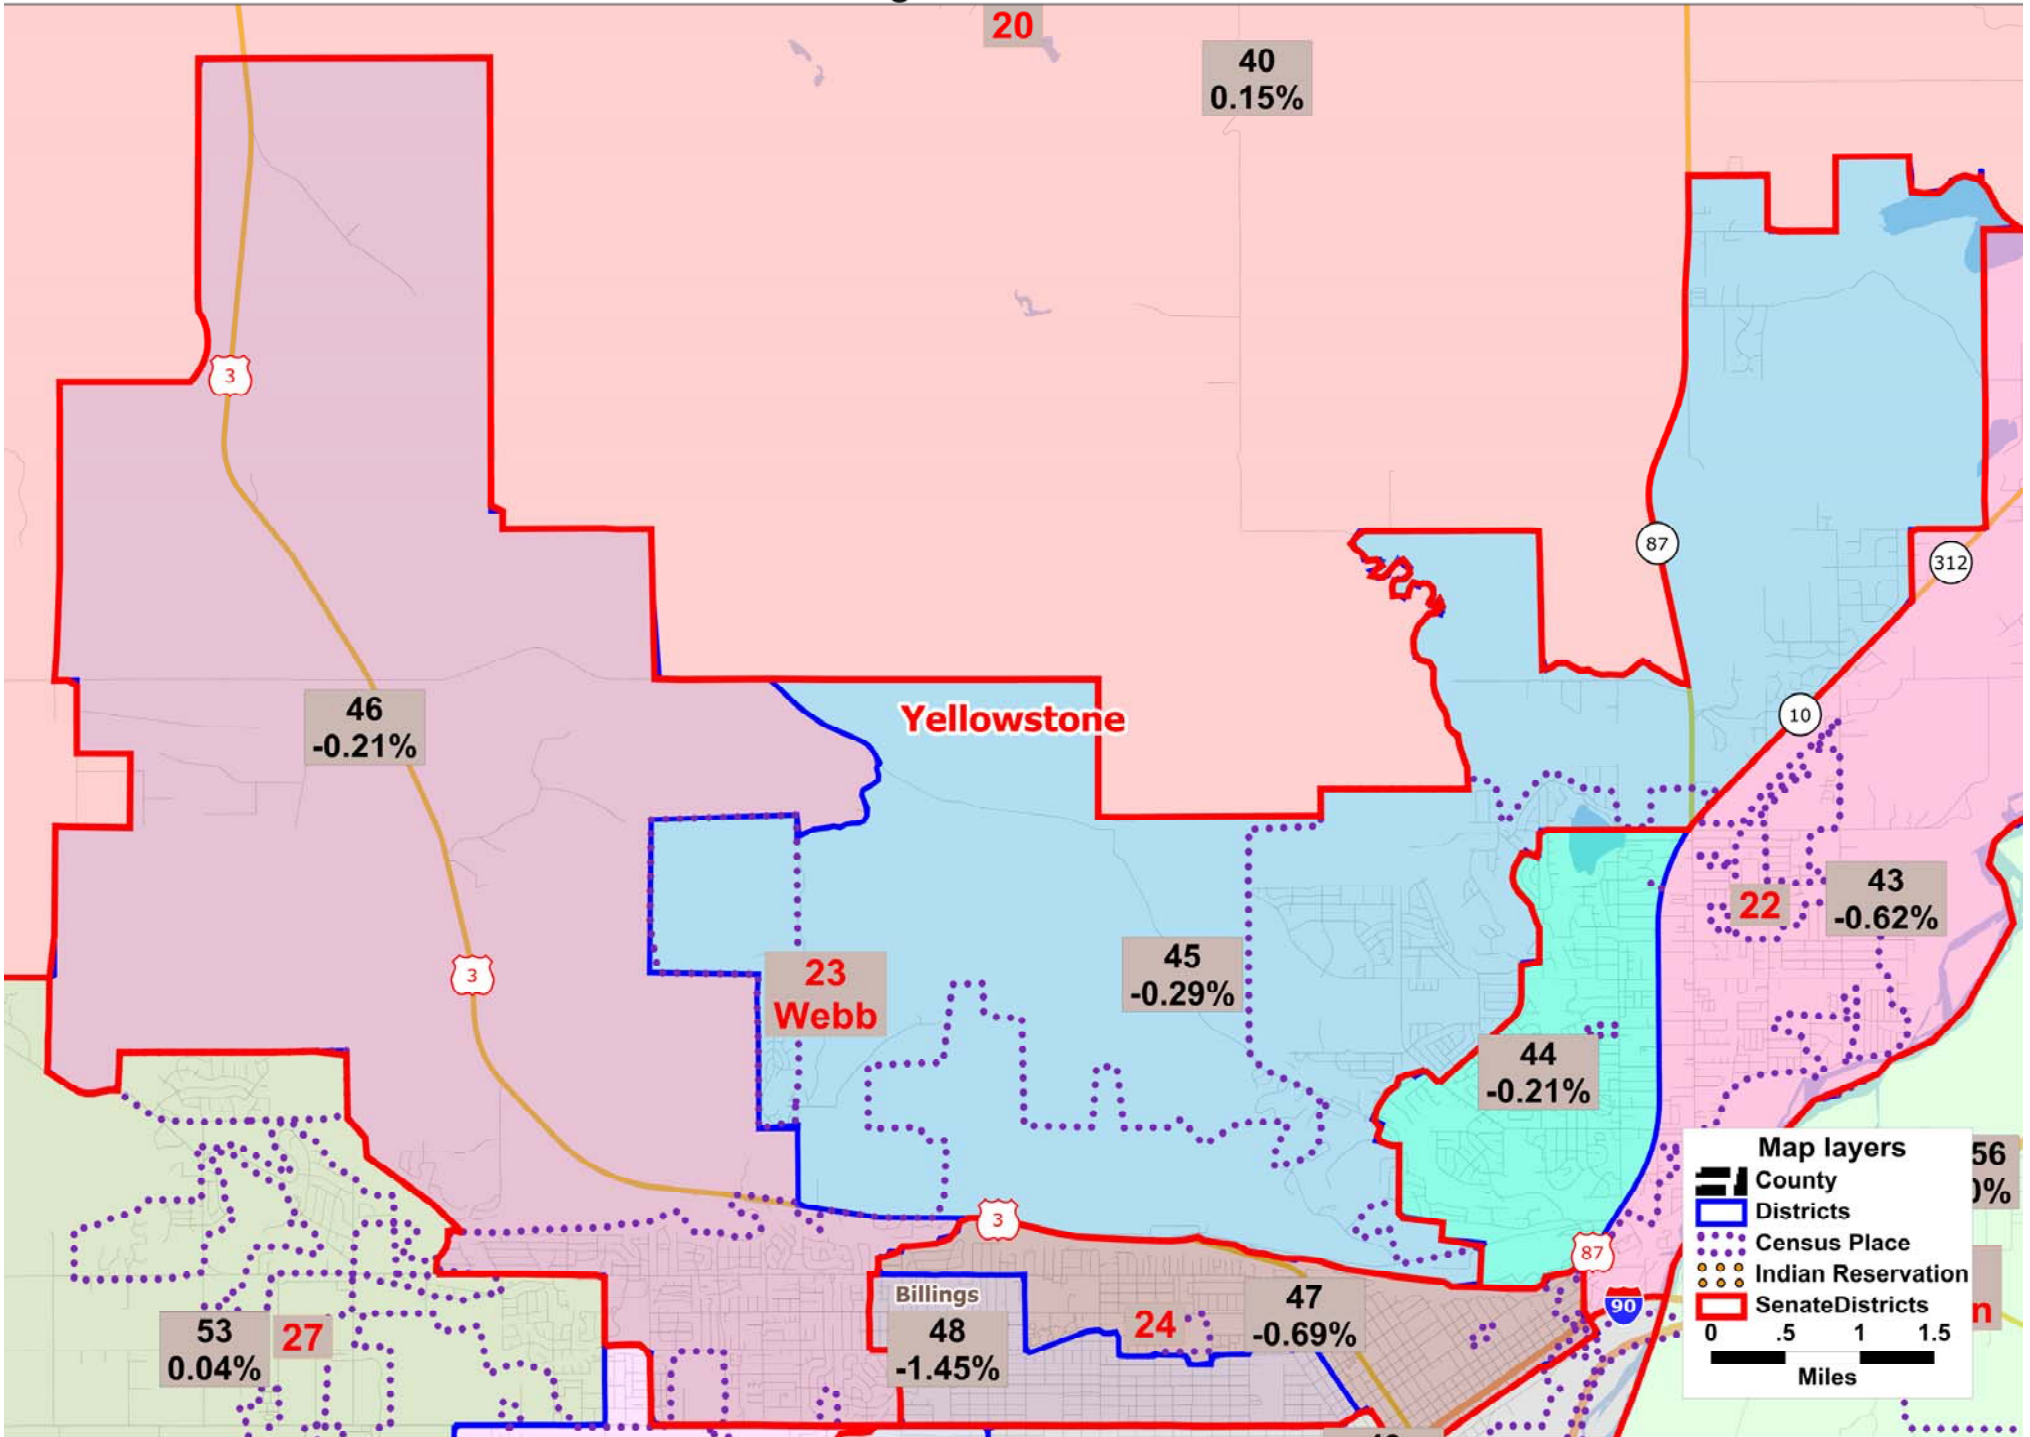 20
40
0.15%
3
87
312
46
-0.21%
Yellowstone
10
43
-0.62%
22
45
-0.29%
23
Webb
3
44
-0.21%
3
87
90
Billings
48
-1.45%
24
47
-0.69%
53
0.04%
27
56
0%
n
Map layers
County
Districts
Census Place
Indian Reservation
SenateDistricts
0 .5 1 1.5
Miles